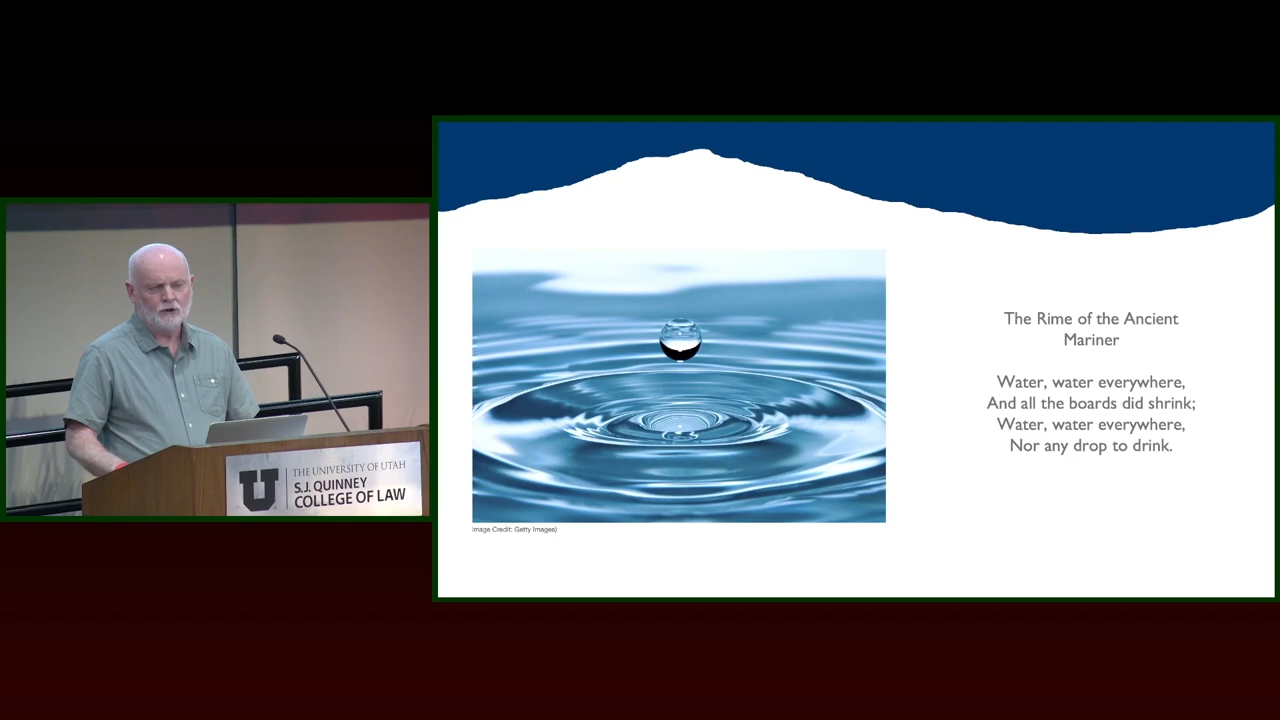 THE UNIVERSITY OF UTAH
S.J. QUINNEY
COLLEGE OF LAW
The Rime of the Ancient
Mariner
Water, water everywhere,
And all the boards did shrink;
Water, water everywhere,
Nor any drop to drink.
Image Credit: Getty Images)